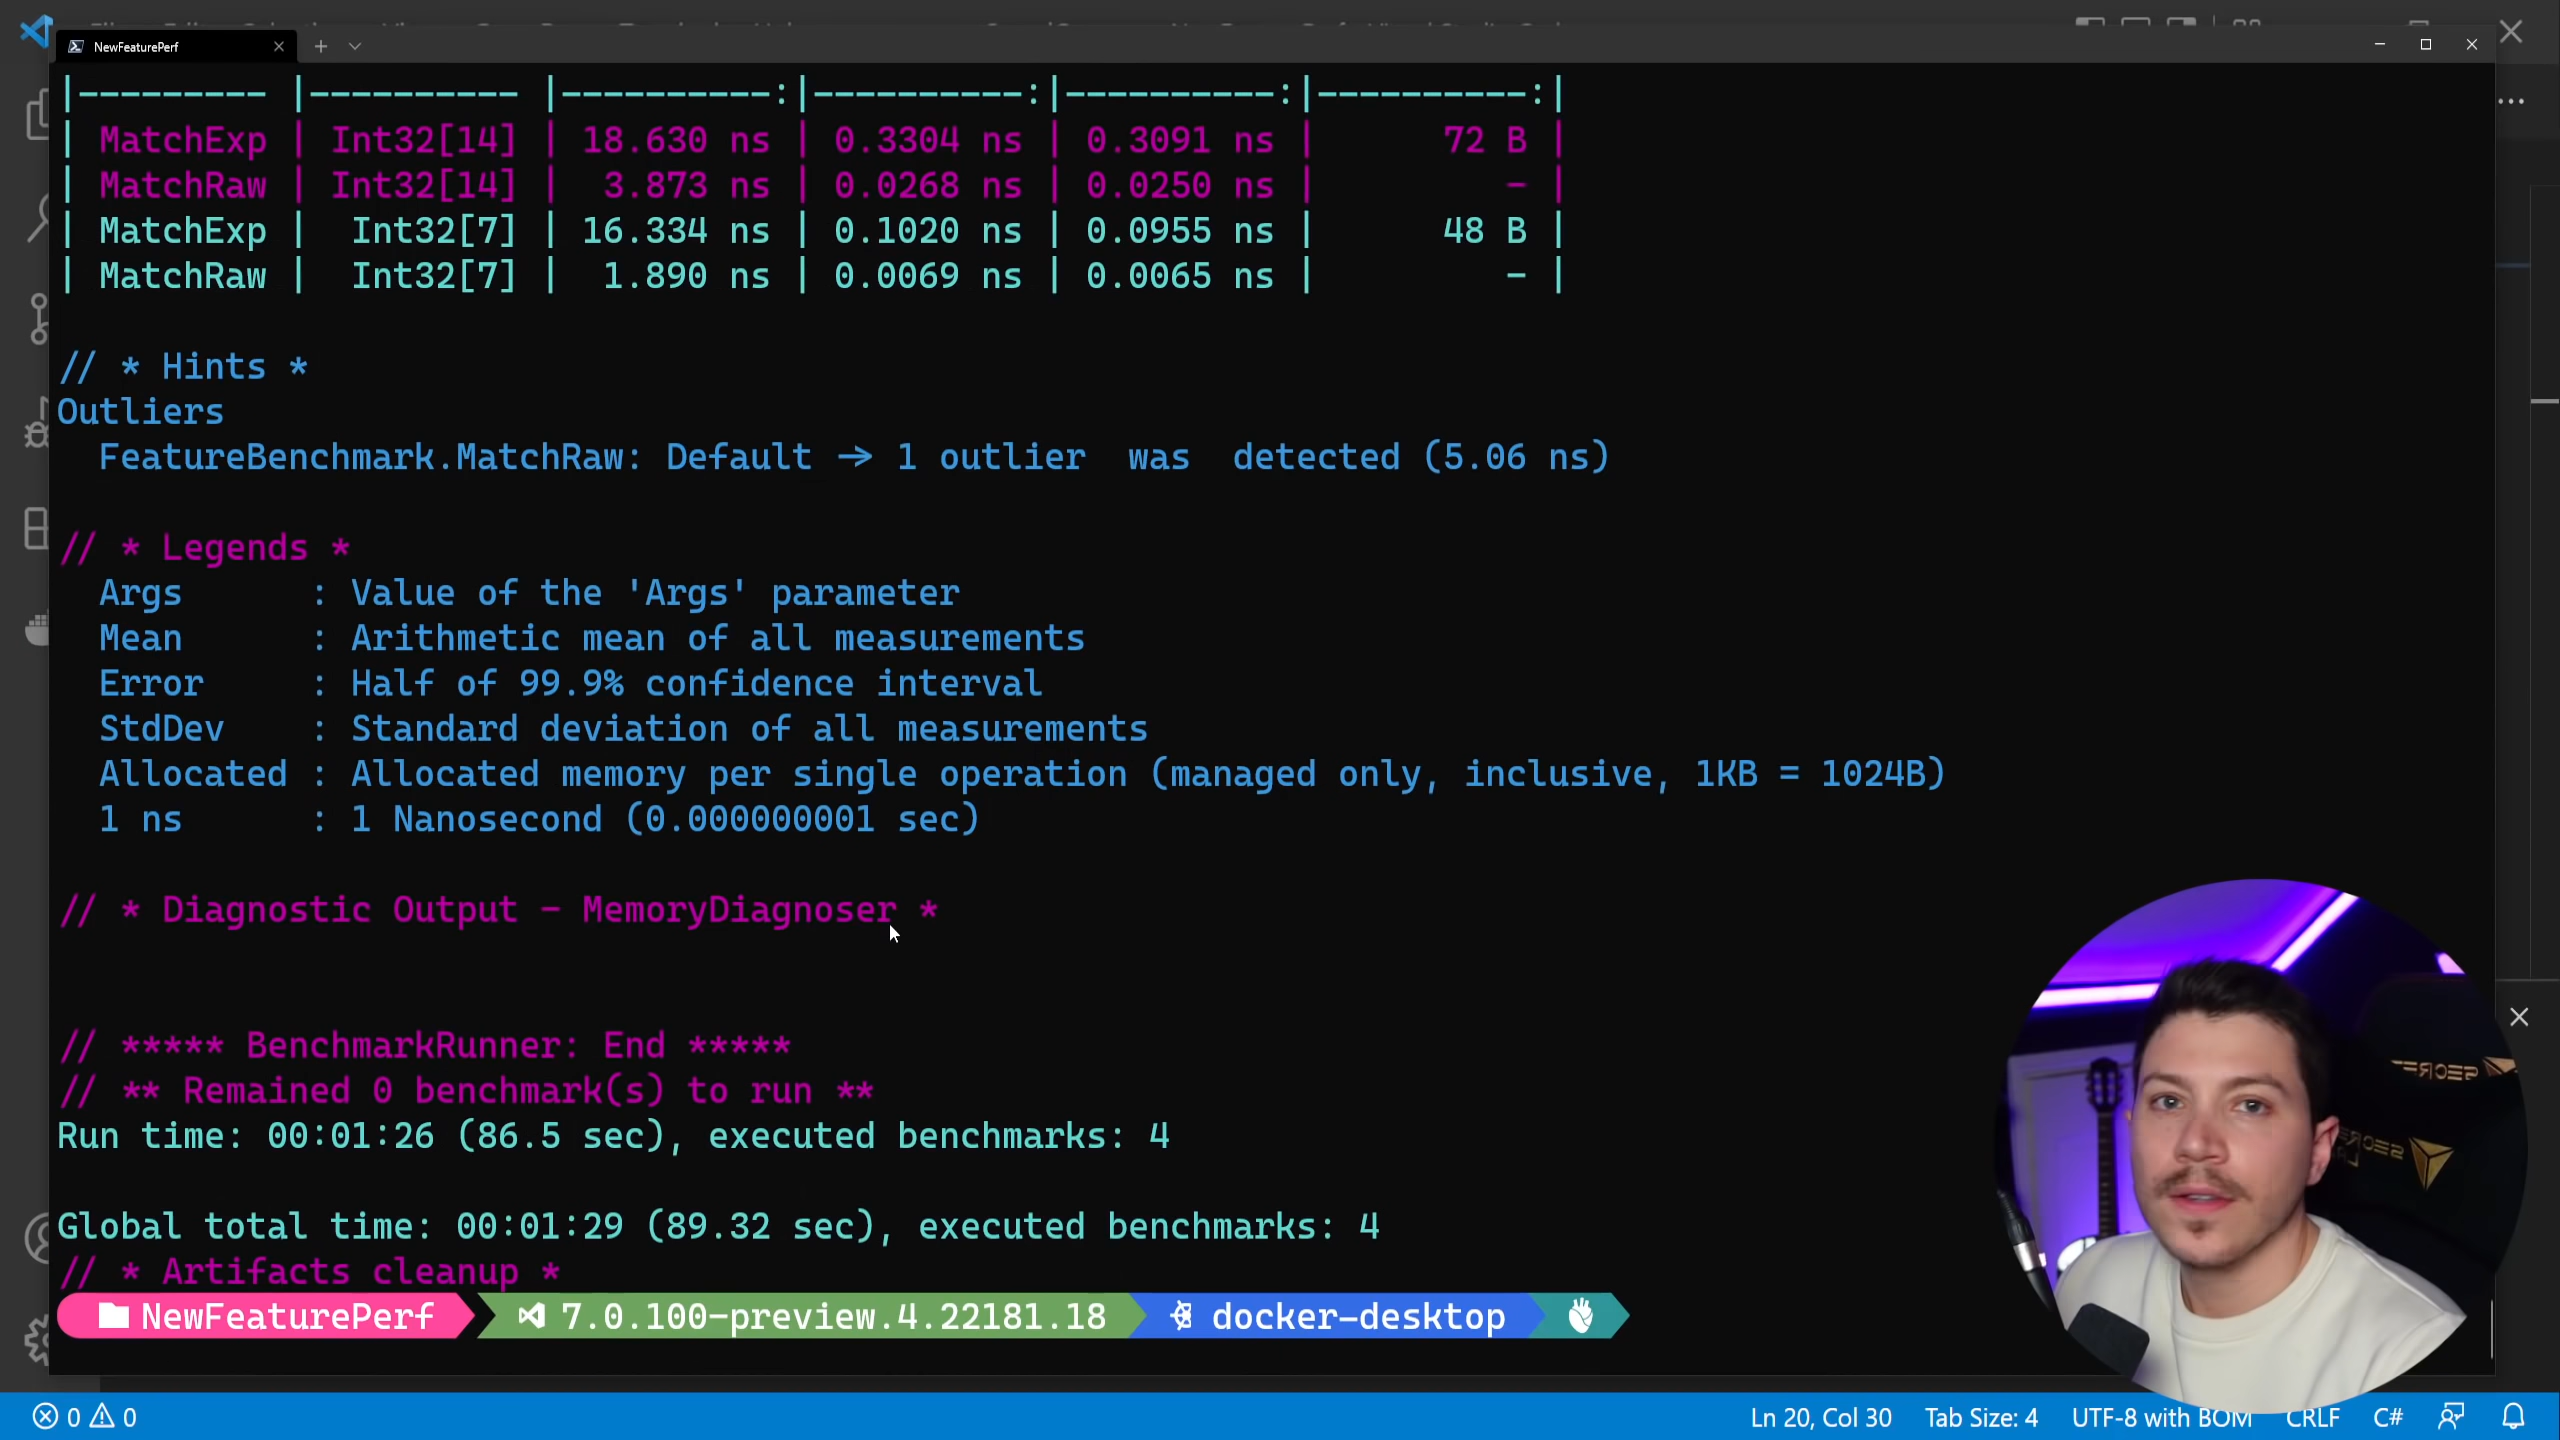 NewFeaturePerf
|--------- |---------- |----------:|----------:|----------:|----------:|
| MatchExp | Int32[14] | 18.630 ns | 0.3304 ns | 0.3091 ns | 72 B |
| MatchRaw | Int32[14] | 3.873 ns | 0.0268 ns | 0.0250 ns | - |
| MatchExp | Int32[7] | 16.334 ns | 0.1020 ns | 0.0955 ns | 48 B |
| MatchRaw | Int32[7] | 1.890 ns | 0.0069 ns | 0.0065 ns | - |
// * Hints *
Outliers
FeatureBenchmark.MatchRaw: Default -> 1 outlier was detected (5.06 ns)
// * Legends *
Args : Value of the 'Args' parameter
Mean : Arithmetic mean of all measurements
Error : Half of 99.9% confidence interval
StdDev : Standard deviation of all measurements
Allocated : Allocated memory per single operation (managed only, inclusive, 1KB = 1024B)
1 ns : 1 Nanosecond (0.000000001 sec)
// * Diagnostic Output - MemoryDiagnoser *
// ***** BenchmarkRunner: End *****
// ** Remained 0 benchmark(s) to run **
Run time: 00:01:26 (86.5 sec), executed benchmarks: 4
Global total time: 00:01:29 (89.32 sec), executed benchmarks: 4
// * Artifacts cleanup *
NewFeaturePerf 7.0.100-preview.4.22181.18 docker-desktop
0 0 Ln 20, Col 30 Tab Size: 4 UTF-8 with BOM CRLF C#